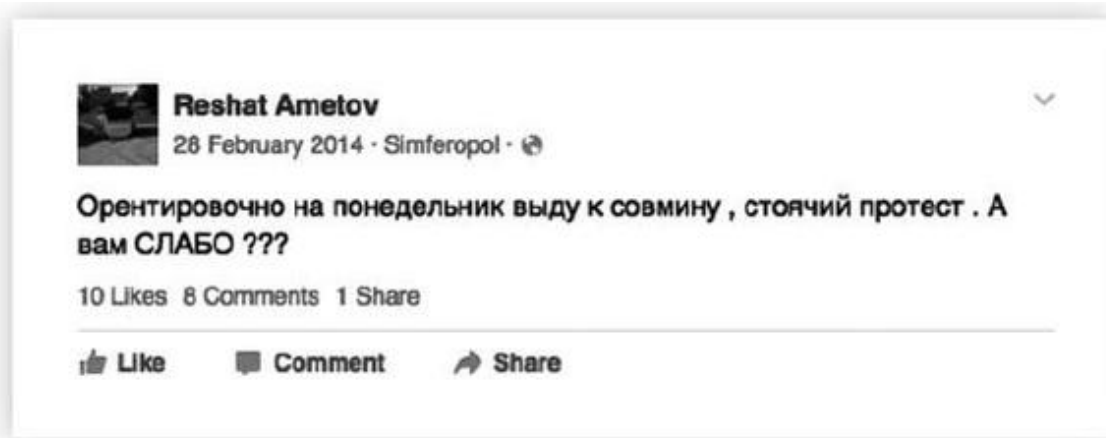 Reshat Ametov
28 February 2014 · Simferopol ·
Орентировочно на понедельник выду к совмину , стоячий протест . А
вам СЛАБО ???
10 Likes 8 Comments 1 Share
Like Comment Share